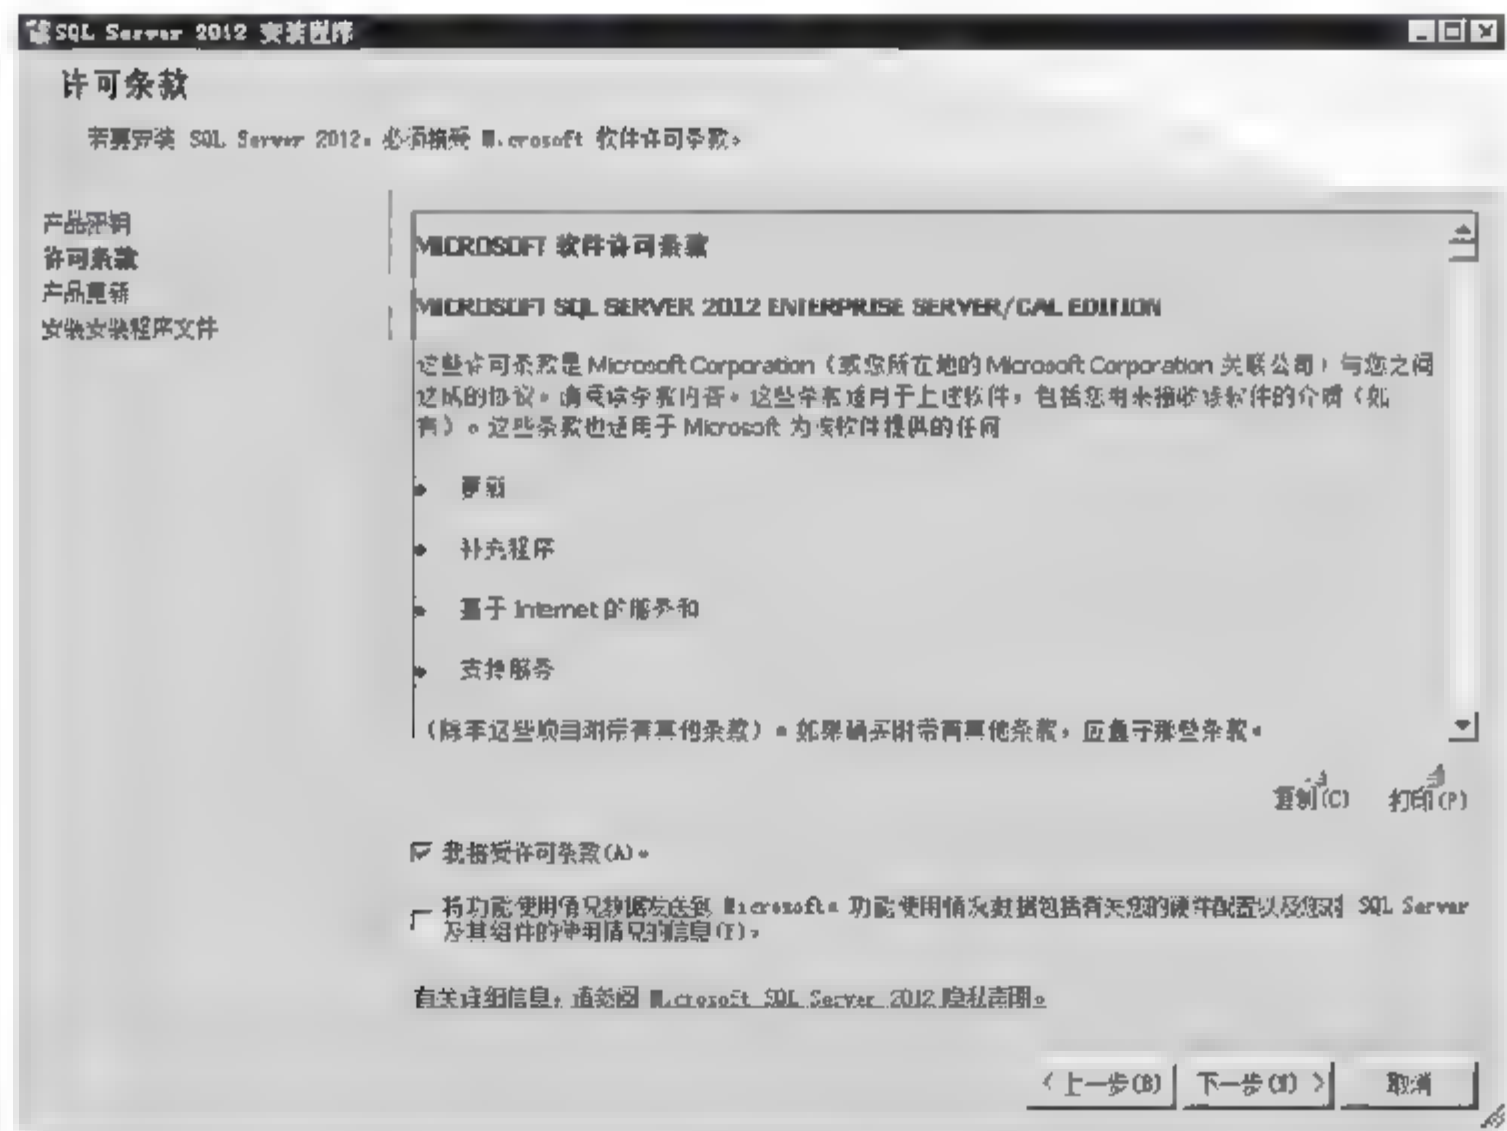 SQL Server 2012 安装程序
许可条款
若要安装 SQL Server 2012，必须接受 Microsoft 软件许可条款。
产品密钥
许可条款
产品更新
安装安装程序文件
MICROSOFT 软件许可条款
MICROSOFT SQL SERVER 2012 ENTERPRISE SERVER/CAL EDITION
这些许可条款是 Microsoft Corporation（或您所在地的 Microsoft Corporation 关联公司）与您之间
达成的协议。请阅读条款内容。这些条款适用于上述软件，包括您用来接收该软件的介质（如
有）。这些条款也适用于 Microsoft 为该软件提供的任何
更新
补充程序
基于 Internet 的服务和
支持服务
（除非这些项目附带有其他条款）。如果确实附带有其他条款，应遵守那些条款。
复制(C) 打印(P)
我接受许可条款(A)。
将功能使用情况数据发送到 Microsoft。功能使用情况数据包括有关您的硬件配置以及您对 SQL Server
及其组件的使用情况的信息(F)。
有关详细信息，请参阅 Microsoft SQL Server 2012 隐私声明。
< 上一步(B) 下一步(N) > 取消